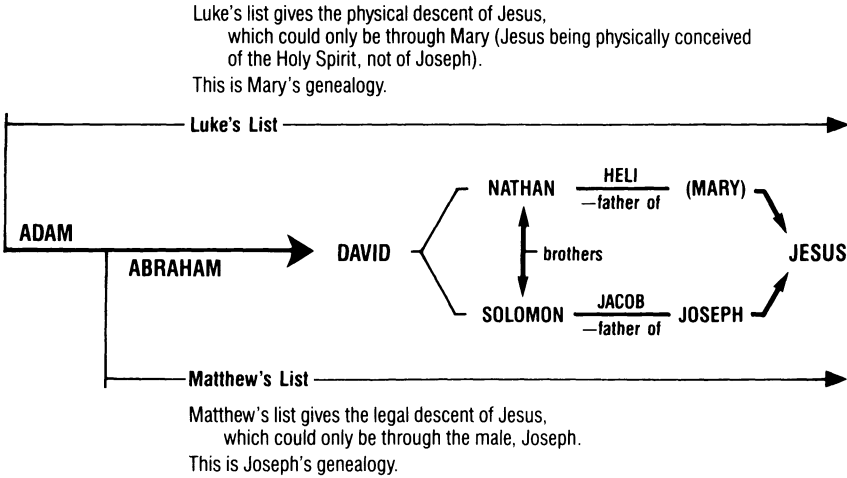 Luke's list gives the physical descent of Jesus,
which could only be through Mary (Jesus being physically conceived
of the Holy Spirit, not of Joseph).
This is Mary's genealogy.
Luke's List
HELI
NATHAN
(MARY)
—father of
ADAM
ABRAHAM
DAVID
brothers
JESUS
JACOB
SOLOMON
JOSEPH
—father of
Matthew's List
Matthew's list gives the legal descent of Jesus,
which could only be through the male, Joseph.
This is Joseph's genealogy.